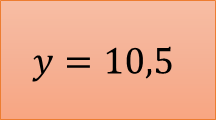 y = 10,5